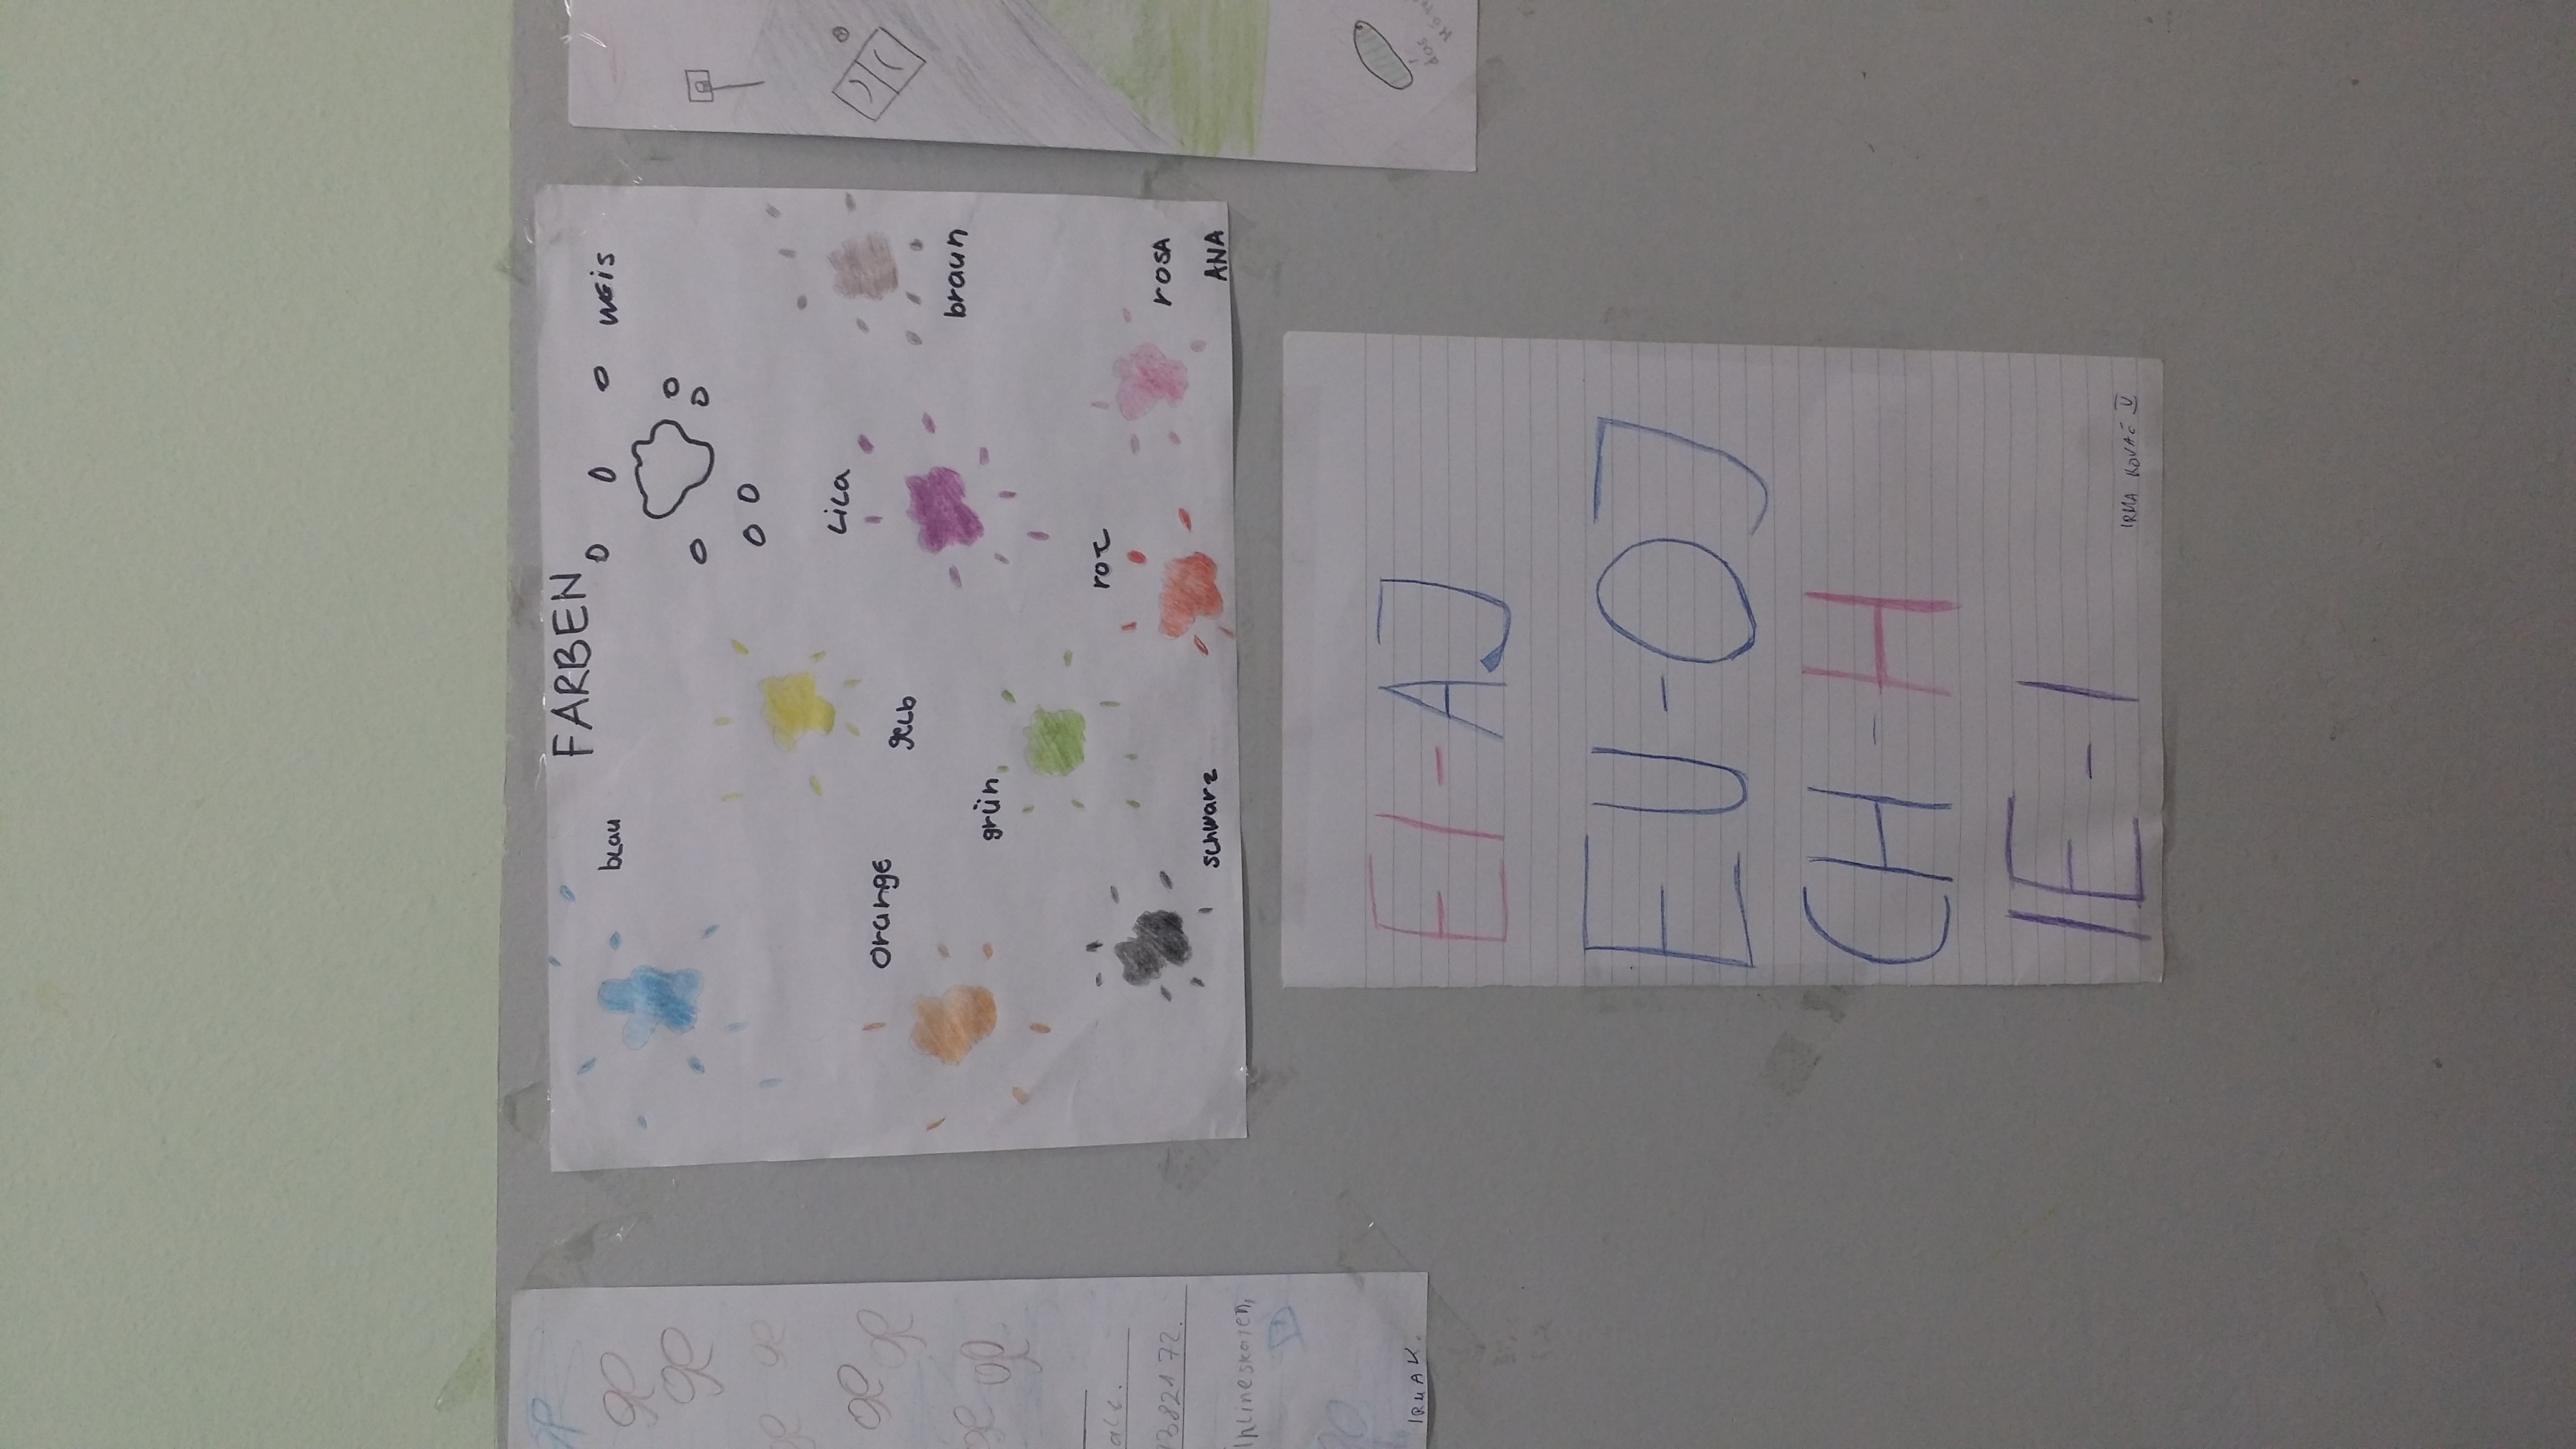 FARBEN
blau
weis
lila
orange
gelb
braun
grün
rot
rosa
schwarz
ANA
EI-AJ
EU-OJ
CH-H
IE-I
IRMA KOVAČ V
382172.
Inlineskaten,
IRMA K.
das